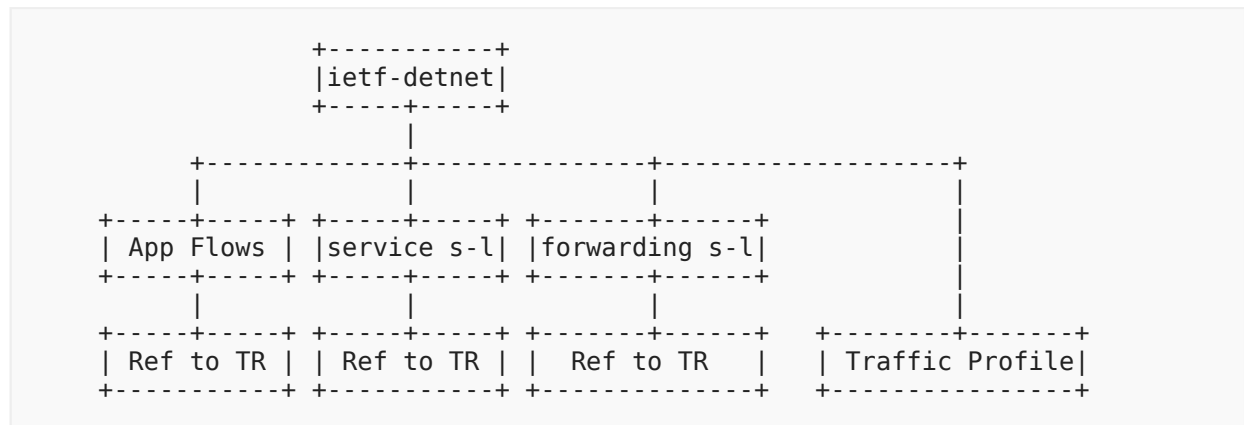 +-----------+
|ietf-detnet|
+-----+-----+
|
+-------------+---------------+-------------------+
| | | |
+-----+-----+ +-----+-----+ +-------+------+ |
| App Flows | |service s-l| |forwarding s-l| |
+-----+-----+ +-----+-----+ +-------+------+ |
| | | |
+-----+-----+ +-----+-----+ +-------+------+ +--------+-------+
| Ref to TR | | Ref to TR | | Ref to TR | | Traffic Profile|
+-----------+ +-----------+ +--------------+ +----------------+